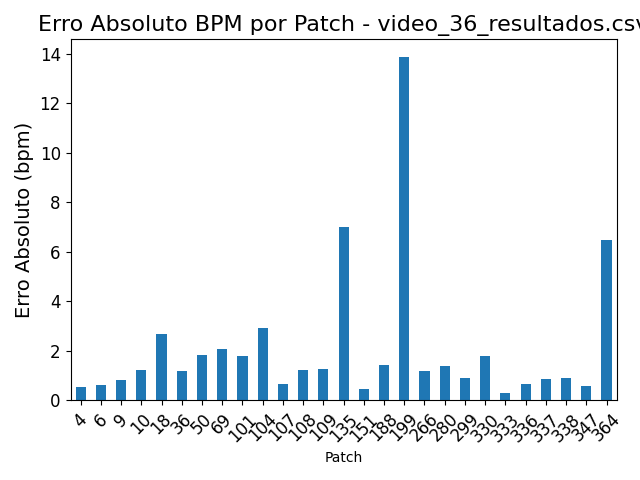 Erro Absoluto BPM por Patch - video_36_resultados.csv
Erro Absoluto (bpm)
14
12
10
8
6
4
2
0
4 6 9 10 18 36 50 69 101 104 107 108 109 135 151 188 199 266 280 299 330 333 336 337 338 347 364
Patch